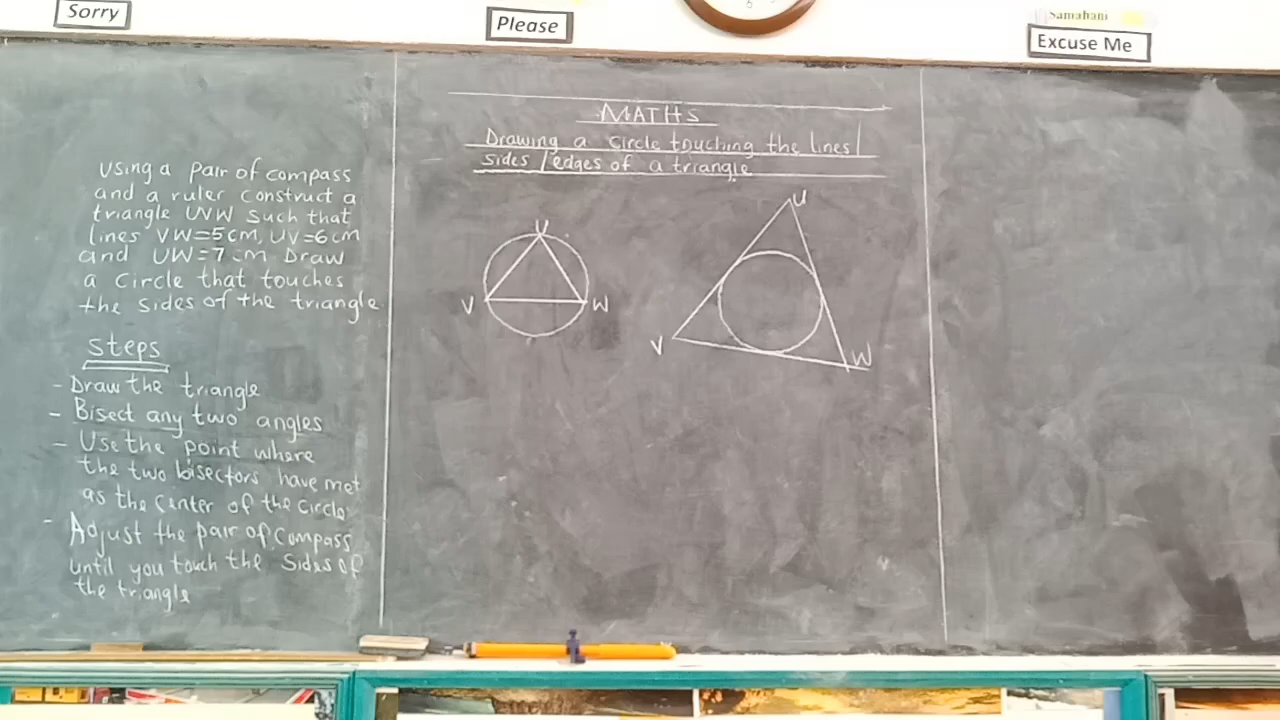 Sorry
Please
Samahani
Excuse Me
MATHS
Drawing a circle touching the lines/
sides /edges of a triangle.
Using a pair of compass
and a ruler construct a
triangle UVW such that
lines VW=5cm, UV=6cm
and UW=7cm. Draw
a circle that touches
the sides of the triangle.
Steps
- Draw the triangle
- Bisect any two angles
- Use the point where
the two bisectors have met
as the center of the circle
- Adjust the pair of compass
until you touch the sides of
the triangle
U
V
W
U
V
W